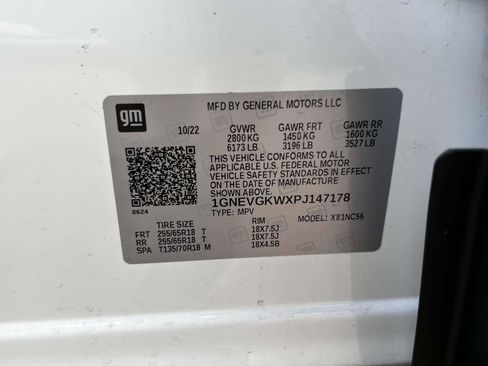 gm
MFD BY GENERAL MOTORS LLC
10/22 GVWR GAWR FRT GAWR RR
2800 KG 1450 KG 1600 KG
6173 LB 3196 LB 3527 LB
THIS VEHICLE CONFORMS TO ALL
APPLICABLE U.S. FEDERAL MOTOR
VEHICLE SAFETY STANDARDS IN EFFECT
ON THE DATE OF MANUFACTURE SHOWN ABOVE.
1GNEVGKWXPJ147178
8624 TYPE: MPV MODEL: X81NC56
TIRE SIZE RIM
FRT 255/65R18 T 18X7.5J
RR 255/65R18 T 18X7.5J
SPA T135/70R18 M 18X4.5B